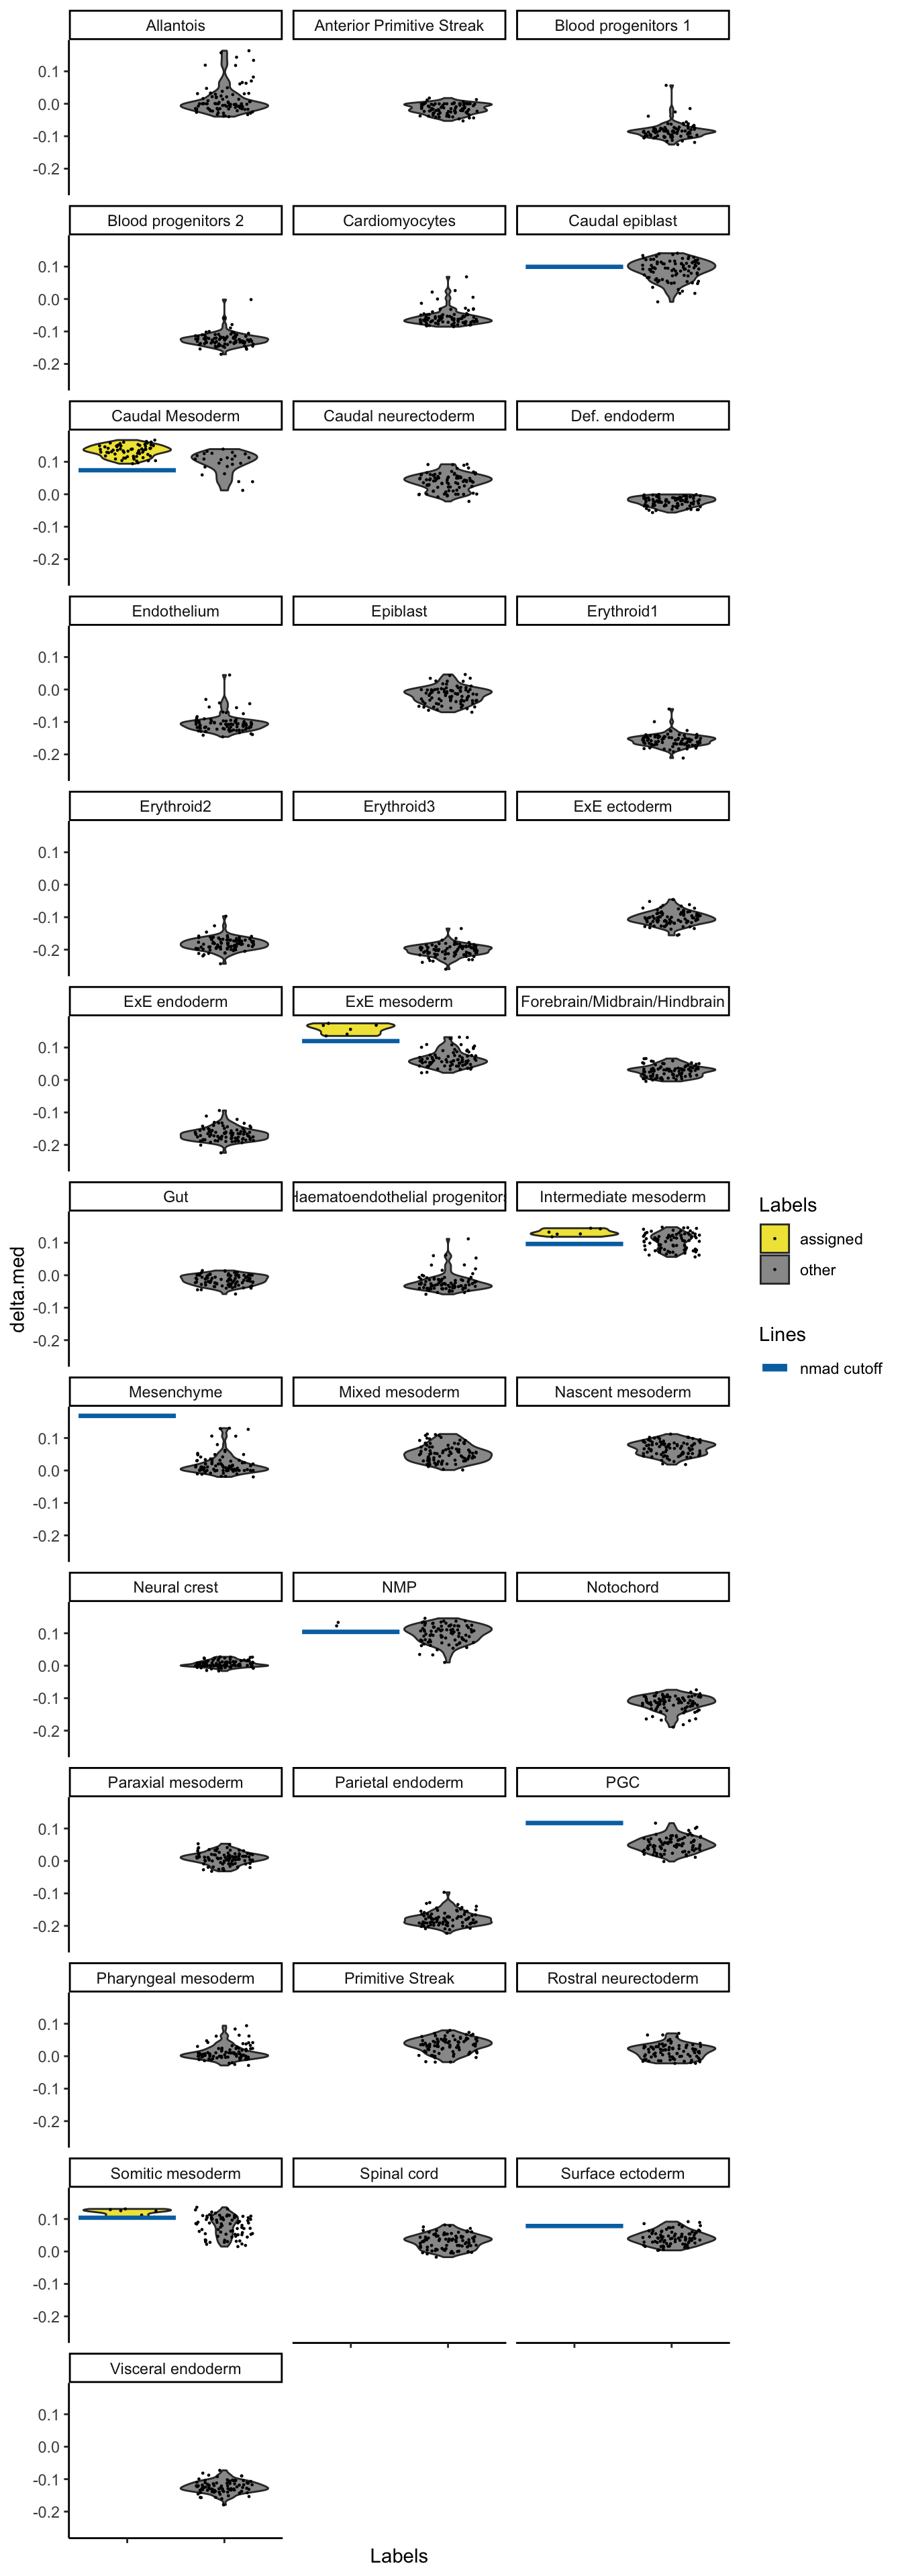 Allantois
Anterior Primitive Streak
Blood progenitors 1
0.1
0.0
-0.1
-0.2
Blood progenitors 2
Cardiomyocytes
Caudal epiblast
0.1
0.0
-0.1
-0.2
Caudal Mesoderm
Caudal neurectoderm
Def. endoderm
0.1
0.0
-0.1
-0.2
Endothelium
Epiblast
Erythroid1
0.1
0.0
-0.1
-0.2
Erythroid2
Erythroid3
ExE ectoderm
0.1
0.0
-0.1
-0.2
ExE endoderm
ExE mesoderm
Forebrain/Midbrain/Hindbrain
0.1
0.0
-0.1
-0.2
Gut
Haematoendothelial progenitors
Intermediate mesoderm
0.1
0.0
-0.1
-0.2
Mesenchyme
Mixed mesoderm
Nascent mesoderm
0.1
0.0
-0.1
-0.2
Neural crest
NMP
Notochord
0.1
0.0
-0.1
-0.2
Paraxial mesoderm
Parietal endoderm
PGC
0.1
0.0
-0.1
-0.2
Pharyngeal mesoderm
Primitive Streak
Rostral neurectoderm
0.1
0.0
-0.1
-0.2
Somitic mesoderm
Spinal cord
Surface ectoderm
0.1
0.0
-0.1
-0.2
Visceral endoderm
0.1
0.0
-0.1
-0.2
delta.med
Labels
Labels
assigned
other
Lines
nmad cutoff